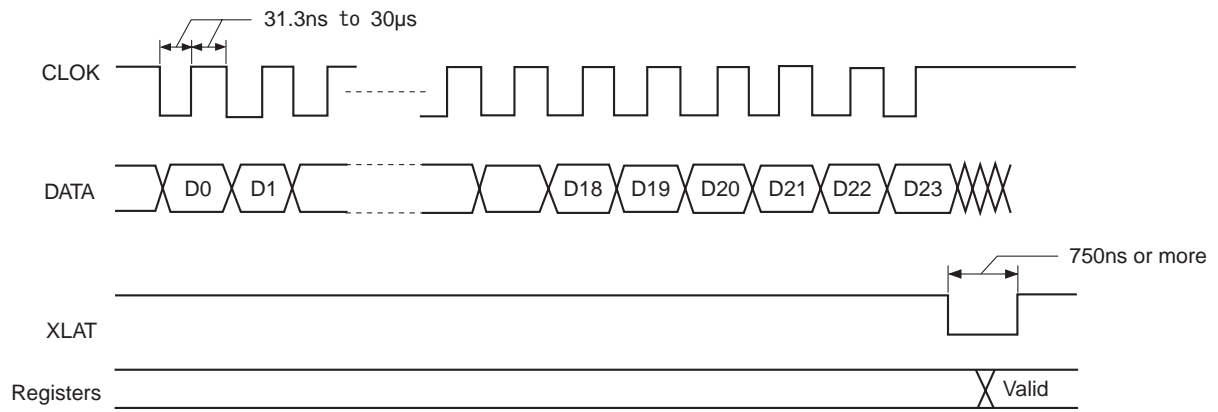 31.3ns to 30µs
CLOK
DATA
D0 D1 D18 D19 D20 D21 D22 D23
750ns or more
XLAT
Registers
Valid